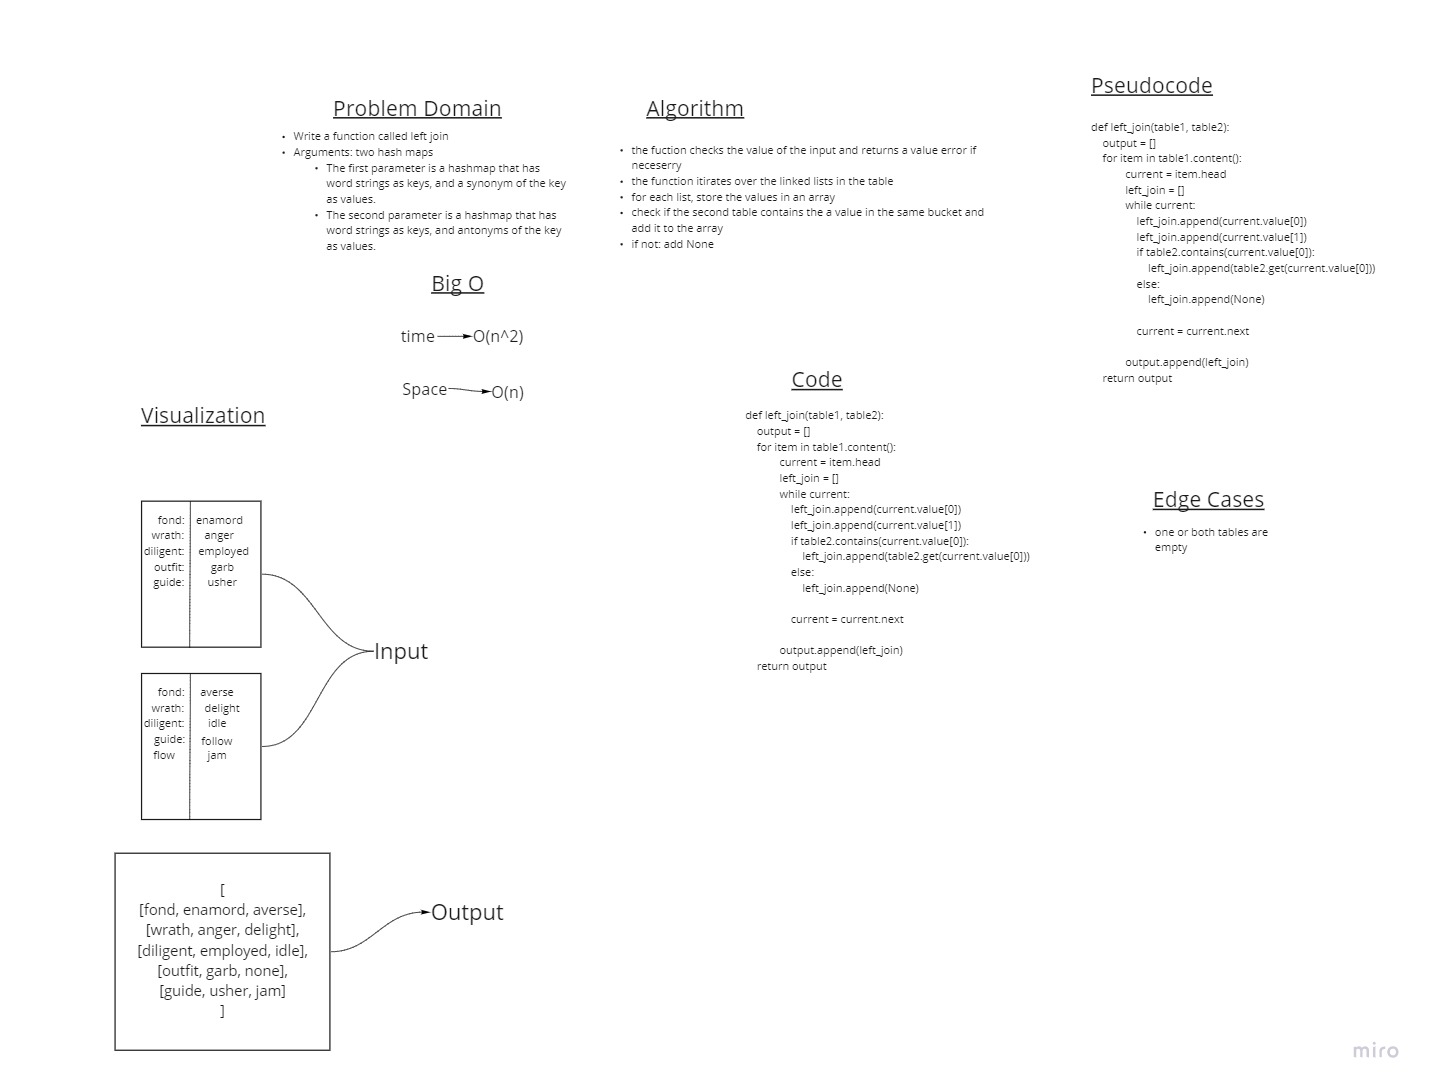 Problem Domain
• Write a function called left join
• Arguments: two hash maps
• The first parameter is a hashmap that has
word strings as keys, and a synonym of the key
as values.
• The second parameter is a hashmap that has
word strings as keys, and antonyms of the key
as values.
Big O
time O(n^2)
Space O(n)
Algorithm
• the fuction checks the value of the input and returns a value error if
neceserry
• the function itirates over the linked lists in the table
• for each list, store the values in an array
• check if the second table contains the a value in the same bucket and
add it to the array
• if not: add None
Pseudocode
def left_join(table1, table2):
output = []
for item in table1.content():
current = item.head
left_join = []
while current:
left_join.append(current.value[0])
left_join.append(current.value[1])
if table2.contains(current.value[0]):
left_join.append(table2.get(current.value[0]))
else:
left_join.append(None)
current = current.next
output.append(left_join)
return output
Code
def left_join(table1, table2):
output = []
for item in table1.content():
current = item.head
left_join = []
while current:
left_join.append(current.value[0])
left_join.append(current.value[1])
if table2.contains(current.value[0]):
left_join.append(table2.get(current.value[0]))
else:
left_join.append(None)
current = current.next
output.append(left_join)
return output
Edge Cases
• one or both tables are
empty
Visualization
fond: enamord
wrath: anger
diligent: employed
outfit: garb
guide: usher
Input
fond: averse
wrath: delight
diligent: idle
guide: follow
flow jam
[
[fond, enamord, averse],
[wrath, anger, delight],
[diligent, employed, idle],
[outfit, garb, none],
[guide, usher, jam]
]
Output
miro